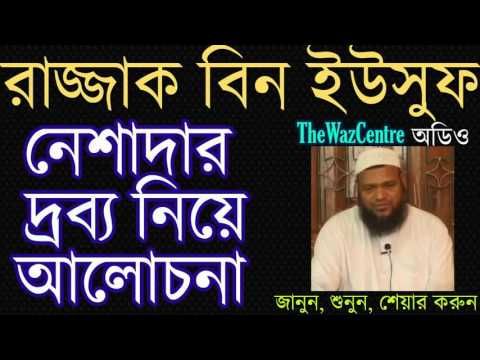 রাজ্জাক বিন ইউসুফ
TheWazCentre অডিও
নেশাদার
দ্রব্য নিয়ে
আলোচনা
জানুন, শুনুন, শেয়ার করুন